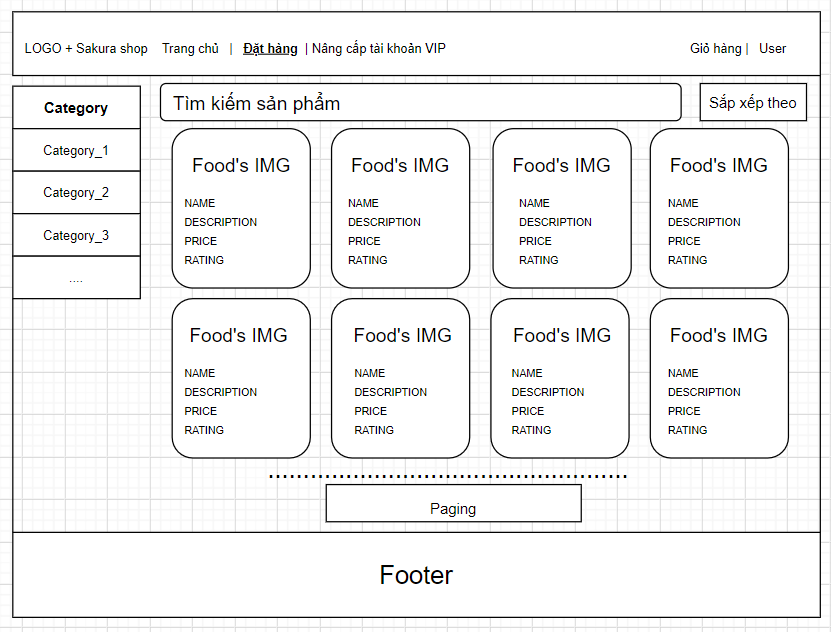 LOGO + Sakura shop Trang chủ | Đặt hàng | Nâng cấp tài khoản VIP Giỏ hàng | User
Category
Category_1
Category_2
Category_3
....
Tìm kiếm sản phẩm
Sắp xếp theo
Food's IMG
NAME
DESCRIPTION
PRICE
RATING
Food's IMG
NAME
DESCRIPTION
PRICE
RATING
Food's IMG
NAME
DESCRIPTION
PRICE
RATING
Food's IMG
NAME
DESCRIPTION
PRICE
RATING
Food's IMG
NAME
DESCRIPTION
PRICE
RATING
Food's IMG
NAME
DESCRIPTION
PRICE
RATING
Food's IMG
NAME
DESCRIPTION
PRICE
RATING
Food's IMG
NAME
DESCRIPTION
PRICE
RATING
Paging
Footer